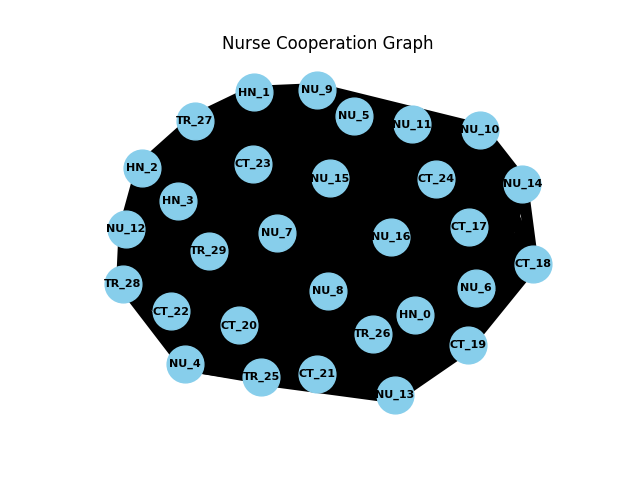 Nurse Cooperation Graph
HN_1
NU_9
NU_5
TR_27
NU_11
NU_10
CT_23
HN_2
NU_15
CT_24
NU_14
HN_3
NU_12
CT_17
NU_7
NU_16
TR_29
CT_18
TR_28
NU_8
NU_6
CT_22
HN_0
CT_20
TR_26
CT_19
NU_4
CT_21
TR_25
NU_13